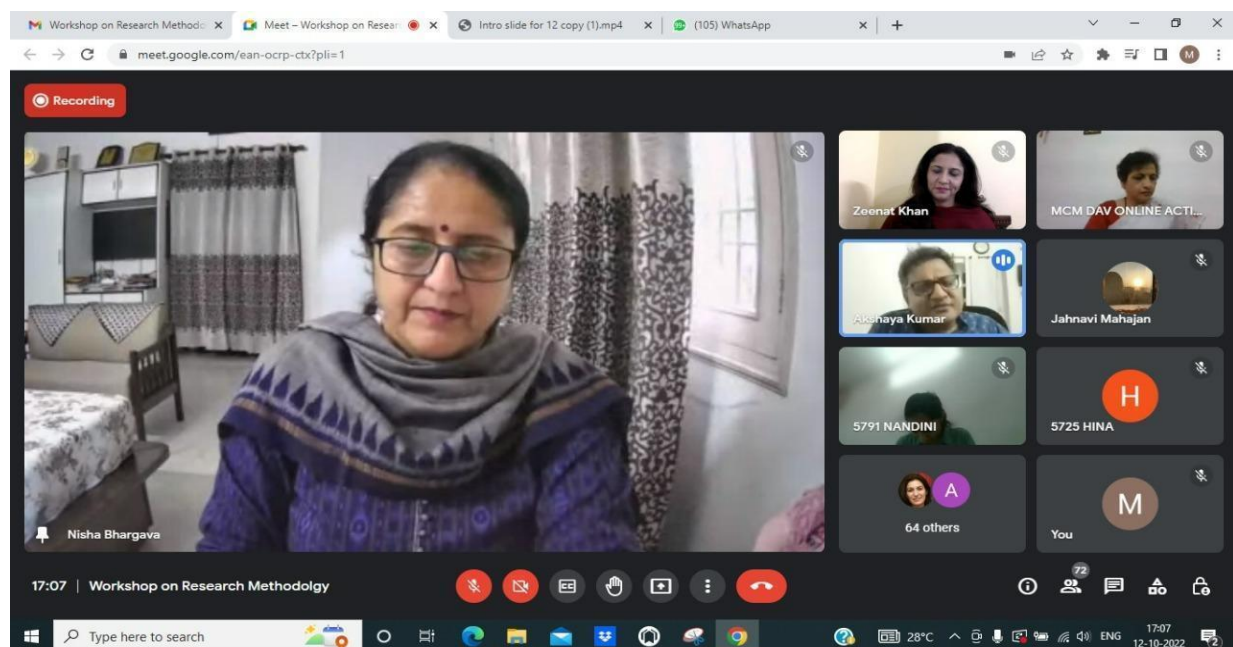 Workshop on Research Methodo
Meet – Workshop on Resear
Intro slide for 12 copy (1).mp4
(105) WhatsApp
meet.google.com/ean-ocrp-ctx?pli=1
M
Recording
Zeenat Khan
MCM DAV ONLINE ACTI...
Akshaya Kumar
Jahnavi Mahajan
5791 NANDINI
H
5725 HINA
A
64 others
M
You
Nisha Bhargava
17:07 | Workshop on Research Methodolgy
CC
72
Type here to search
28°C
ENG
17:07
12-10-2022
2